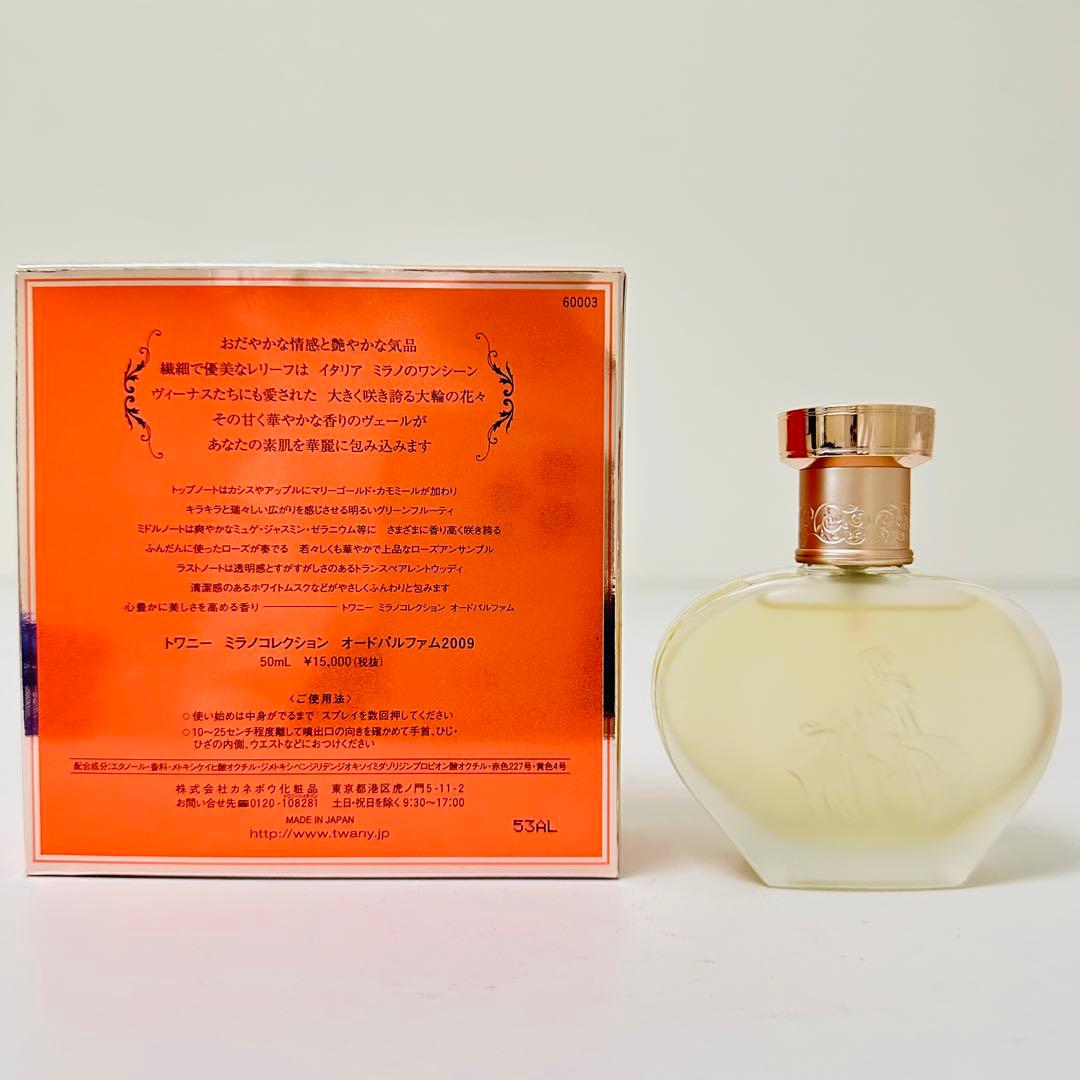 60003
おだやかな情感と艶やかな気品
繊細で優美なレリーフは イタリア ミラノのワンシーン
ヴィーナスたちにも愛された 大きく咲き誇る大輪の花々
その甘く華やかな香りのヴェールが
あなたの素肌を華麗に包み込みます
トップノートはカシスやアップルにマリーゴールド・カモミールが加わり
キラキラと瑞々しい広がりを感じさせる明るいグリーンフルーティ
ミドルノートは爽やかなミュゲ・ジャスミン・ゼラニウム等に さまざまに香り高く咲き誇る
ふんだんに使ったローズが奏でる 若々しくも華やかで上品なローズアンサンブル
ラストノートは透明感とすがすがしさのあるトランスペアレントウッディ
清潔感のあるホワイトムスクなどがやさしくふんわりと包みます
心豊かに美しさを高める香り――――トワニー ミラノコレクション オードパルファム
トワニー ミラノコレクション オードパルファム2009
50mL ¥15,000(税抜)
〈ご使用法〉
○使い始めは中身がでるまで スプレイを数回押してください
○10〜25センチ程度離して噴出口の向きを確かめて手首、ひじ・
ひざの内側、ウエストなどにおつけください
配合成分:エタノール・香料・メトキシケイヒ酸オクチル・ジメトキシベンジリデンジオキソイミダゾリジンプロピオン酸オクチル・赤色227号・黄色4号
株式会社カネボウ化粧品 東京都港区虎ノ門5-11-2
お問い合せ先 0120-108281 土日・祝日を除く 9:30〜17:00
MADE IN JAPAN
http://www.twany.jp
53AL